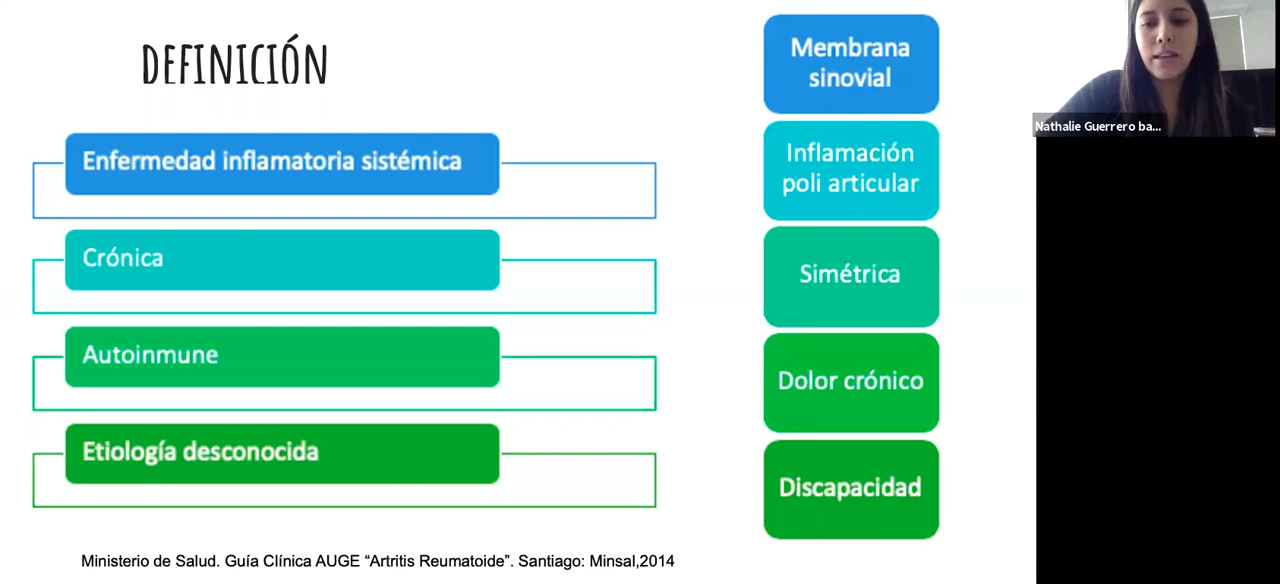 DEFINICIÓN
Enfermedad inflamatoria sistémica
Crónica
Autoinmune
Etiología desconocida
Membrana
sinovial
Inflamación
poli articular
Simétrica
Dolor crónico
Discapacidad
Nathalie Guerrero ba...
Ministerio de Salud. Guía Clínica AUGE “Artritis Reumatoide”. Santiago: Minsal,2014